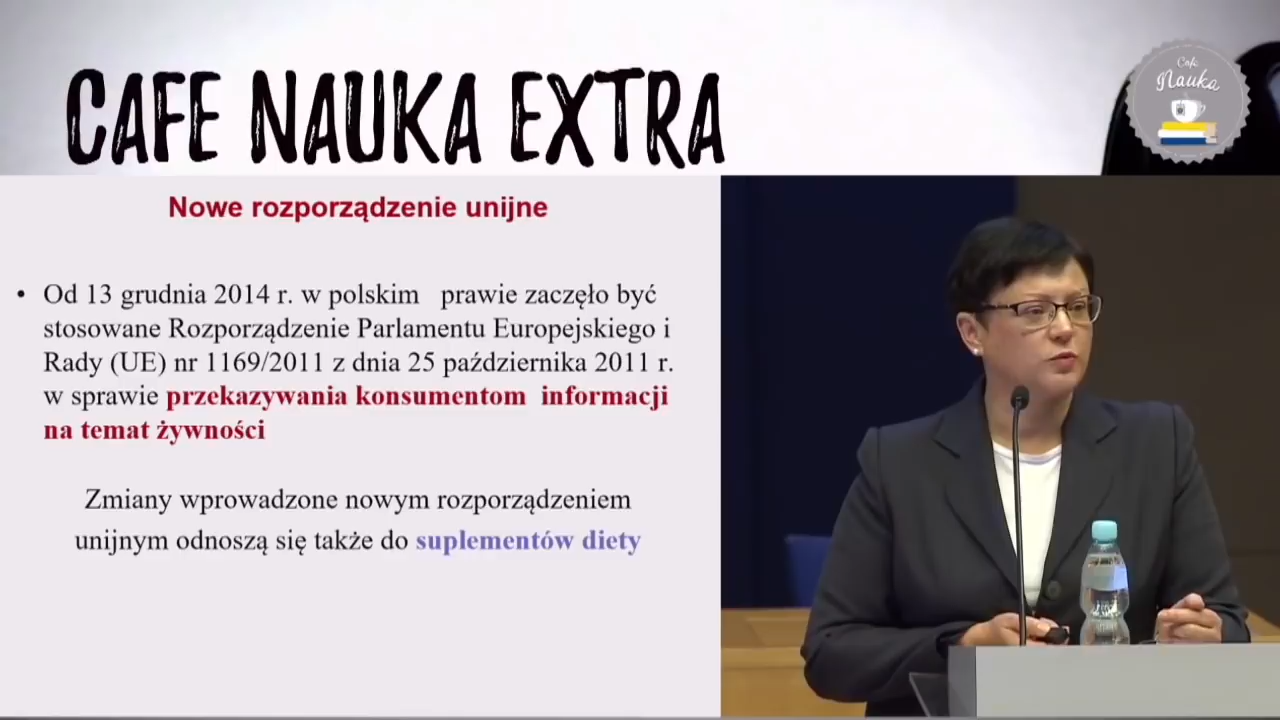 CAFE NAUKA EXTRA
Cafe
Nauka
Nowe rozporządzenie unijne
• Od 13 grudnia 2014 r. w polskim prawie zaczęło być
stosowane Rozporządzenie Parlamentu Europejskiego i
Rady (UE) nr 1169/2011 z dnia 25 października 2011 r.
w sprawie przekazywania konsumentom informacji
na temat żywności
Zmiany wprowadzone nowym rozporządzeniem
unijnym odnoszą się także do suplementów diety